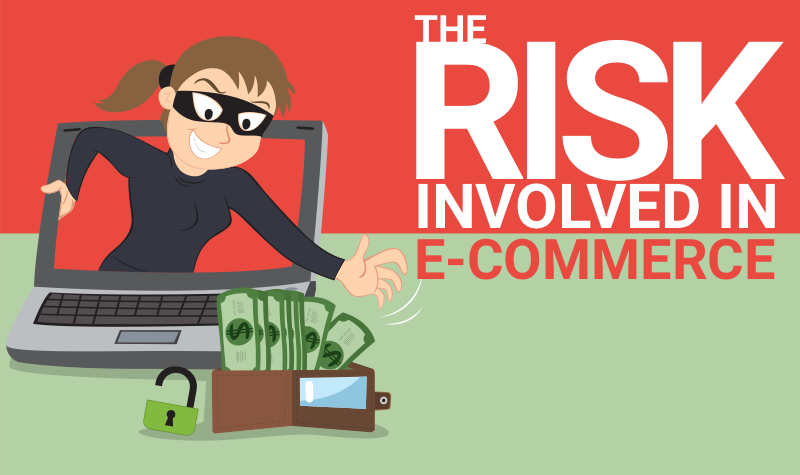 THE
RISK
INVOLVED IN
E-COMMERCE